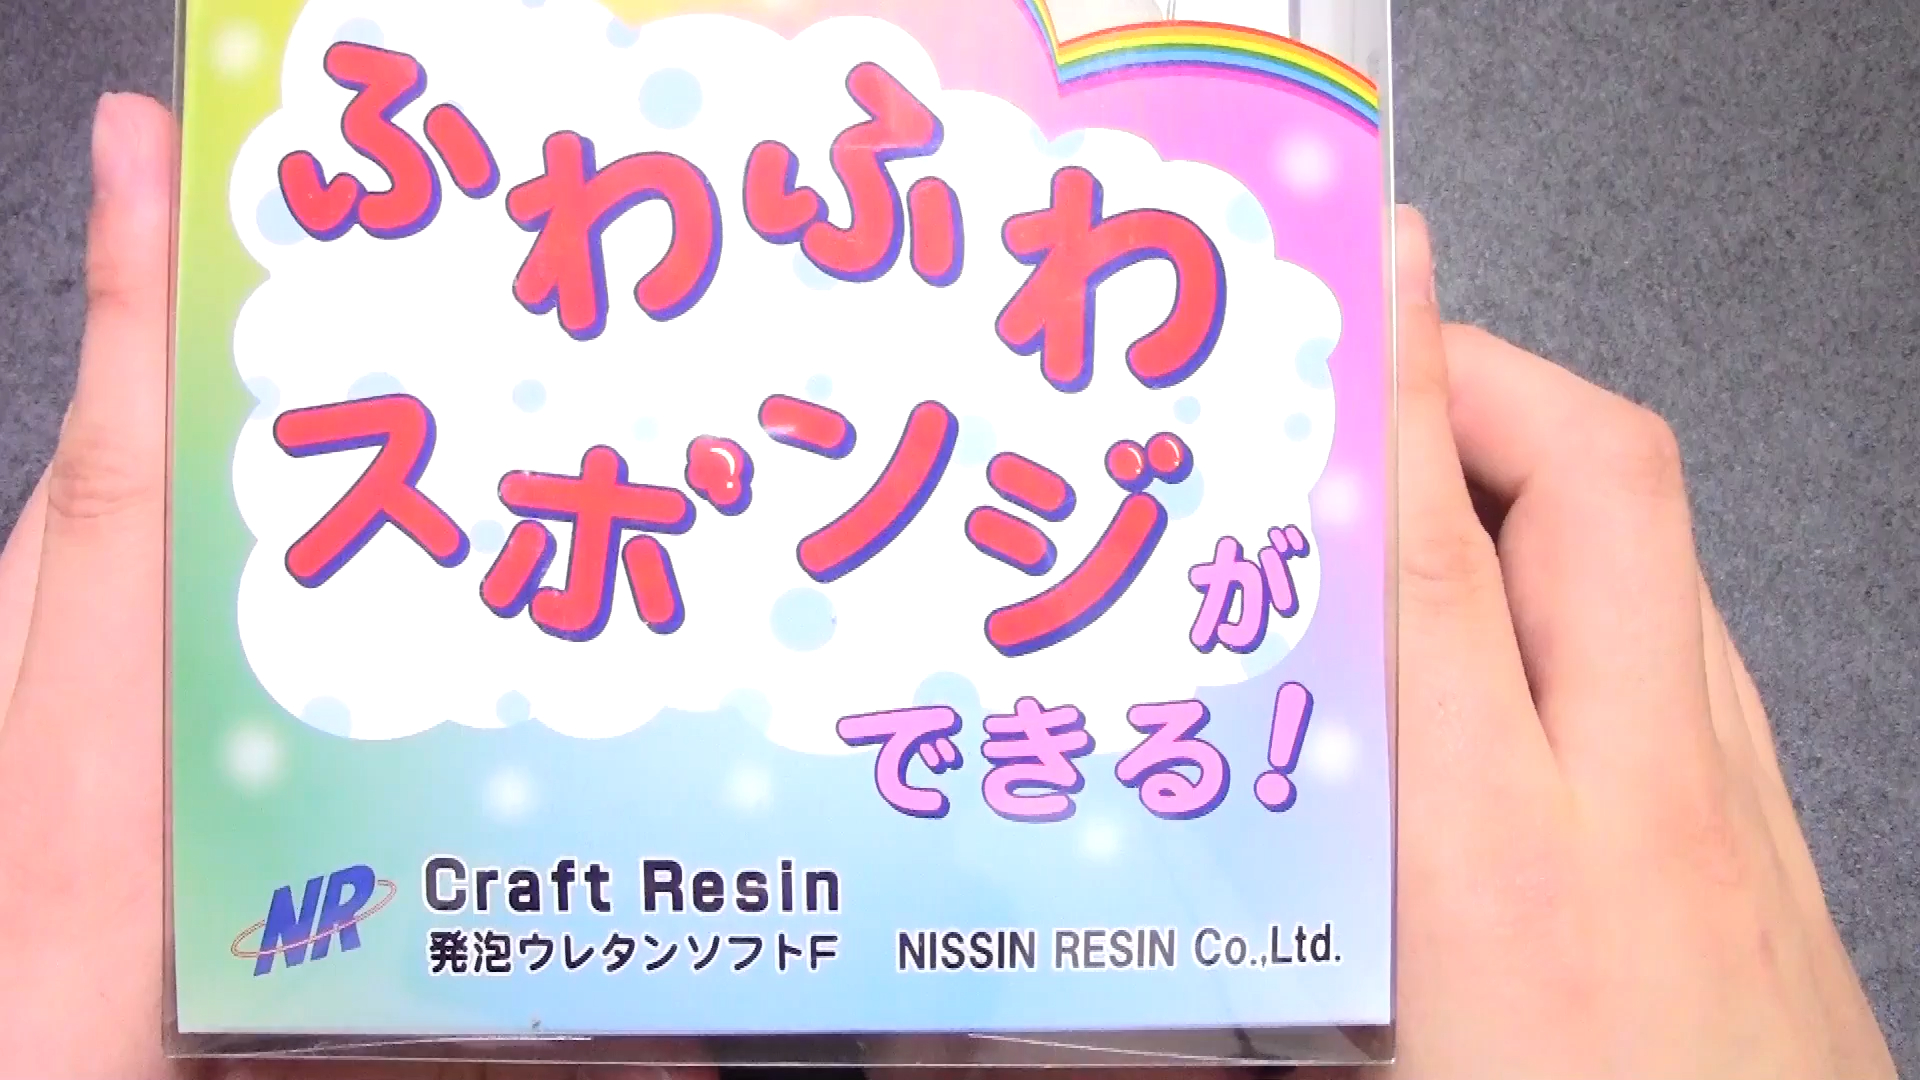 ふわふわ
スポンジが
できる!
NR
Craft Resin
発泡ウレタンソフトF
NISSIN RESIN Co.,Ltd.